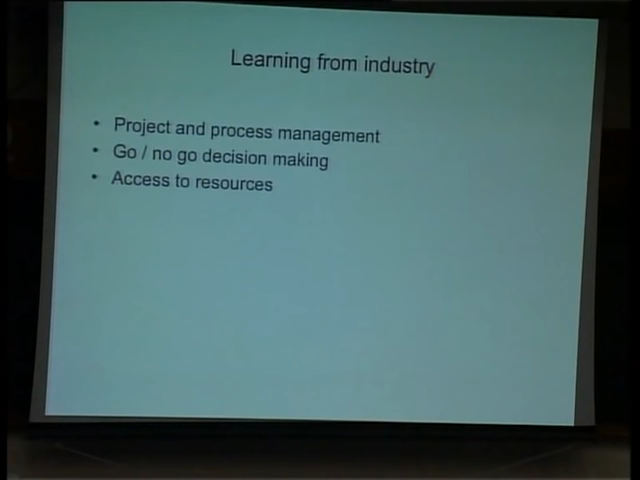 Learning from industry
• Project and process management
• Go / no go decision making
• Access to resources